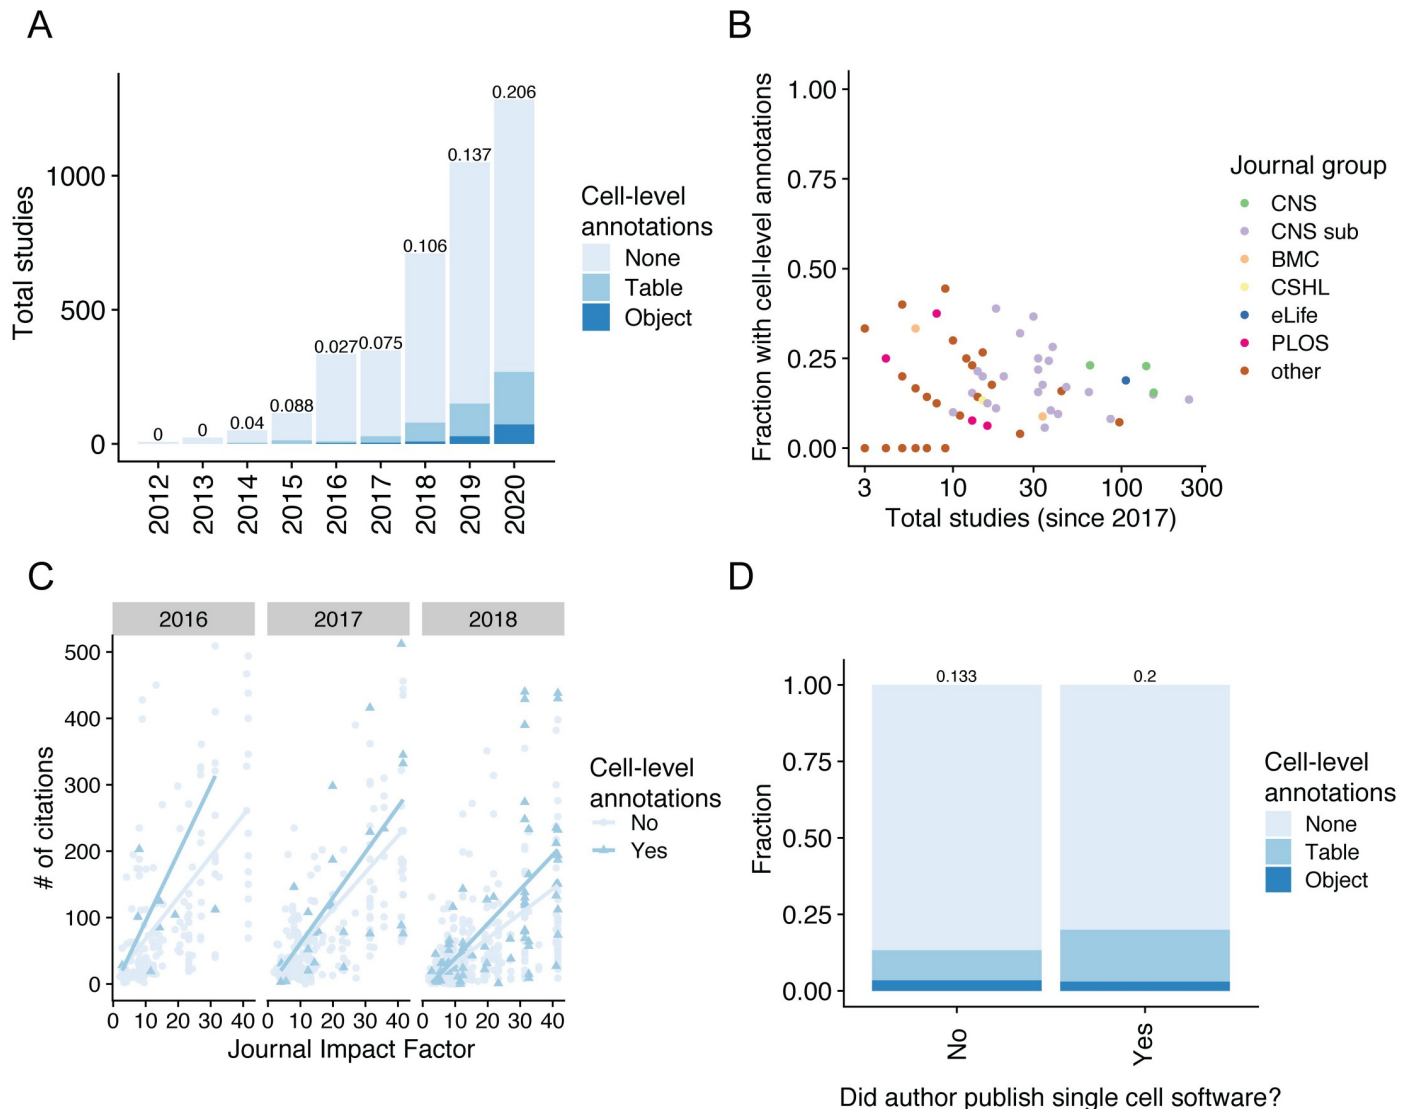 A
Total studies
1000
500
0
0
0
0.04
0.088
0.027
0.075
0.106
0.137
0.206
2012
2013
2014
2015
2016
2017
2018
2019
2020
Cell-level
annotations
None
Table
Object
B
Fraction with cell-level annotations
1.00
0.75
0.50
0.25
0.00
3
10
30
100
300
Total studies (since 2017)
Journal group
CNS
CNS sub
BMC
CSHL
eLife
PLOS
other
C
2016
2017
2018
# of citations
500
400
300
200
100
0
0 10 20 30 40
0 10 20 30 40
0 10 20 30 40
Journal Impact Factor
Cell-level
annotations
No
Yes
D
Fraction
1.00
0.75
0.50
0.25
0.00
0.133
0.2
No
Yes
Did author publish single cell software?
Cell-level
annotations
None
Table
Object